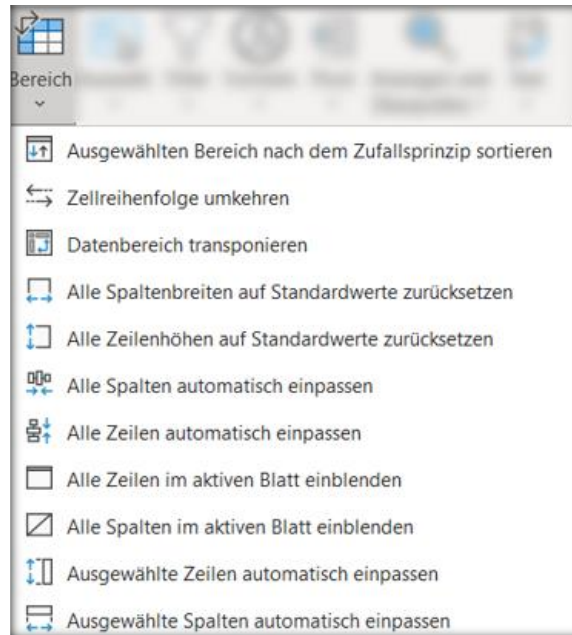 Bereich
Ausgewählten Bereich nach dem Zufallsprinzip sortieren
Zellreihenfolge umkehren
Datenbereich transponieren
Alle Spaltenbreiten auf Standardwerte zurücksetzen
Alle Zeilenhöhen auf Standardwerte zurücksetzen
Alle Spalten automatisch einpassen
Alle Zeilen automatisch einpassen
Alle Zeilen im aktiven Blatt einblenden
Alle Spalten im aktiven Blatt einblenden
Ausgewählte Zeilen automatisch einpassen
Ausgewählte Spalten automatisch einpassen